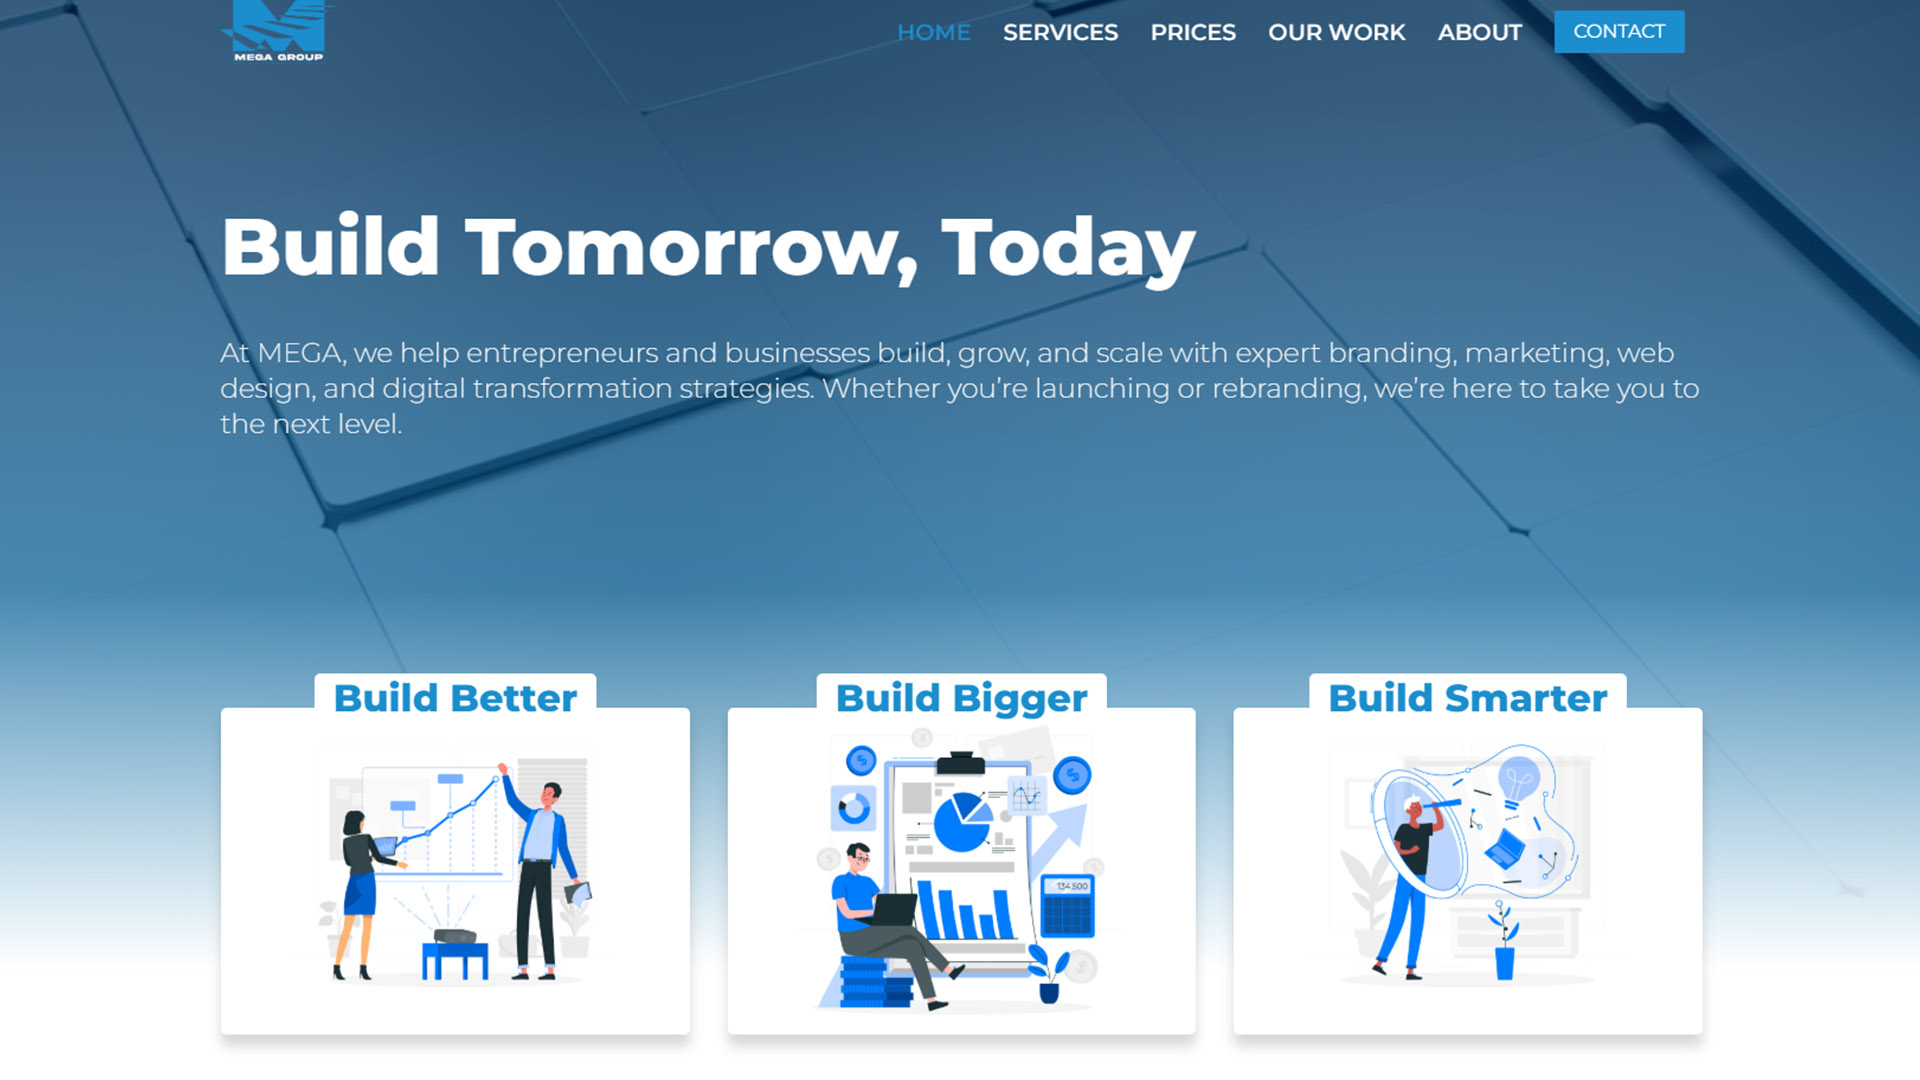 MEGA GROUP
HOME SERVICES PRICES OUR WORK ABOUT CONTACT
Build Tomorrow, Today
At MEGA, we help entrepreneurs and businesses build, grow, and scale with expert branding, marketing, web
design, and digital transformation strategies. Whether you’re launching or rebranding, we’re here to take you to
the next level.
Build Better
Build Bigger
Build Smarter
134,500